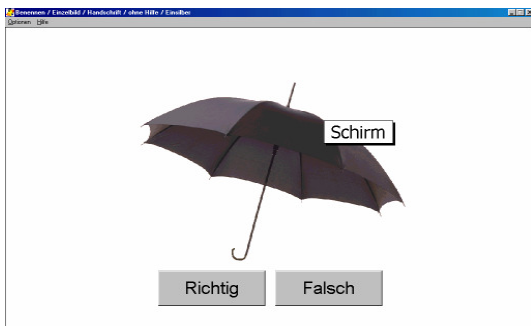 Benennen / Einzelbild / Handschrift / ohne Hilfe / Einsilber
Optionen Hilfe
Schirm
Richtig Falsch